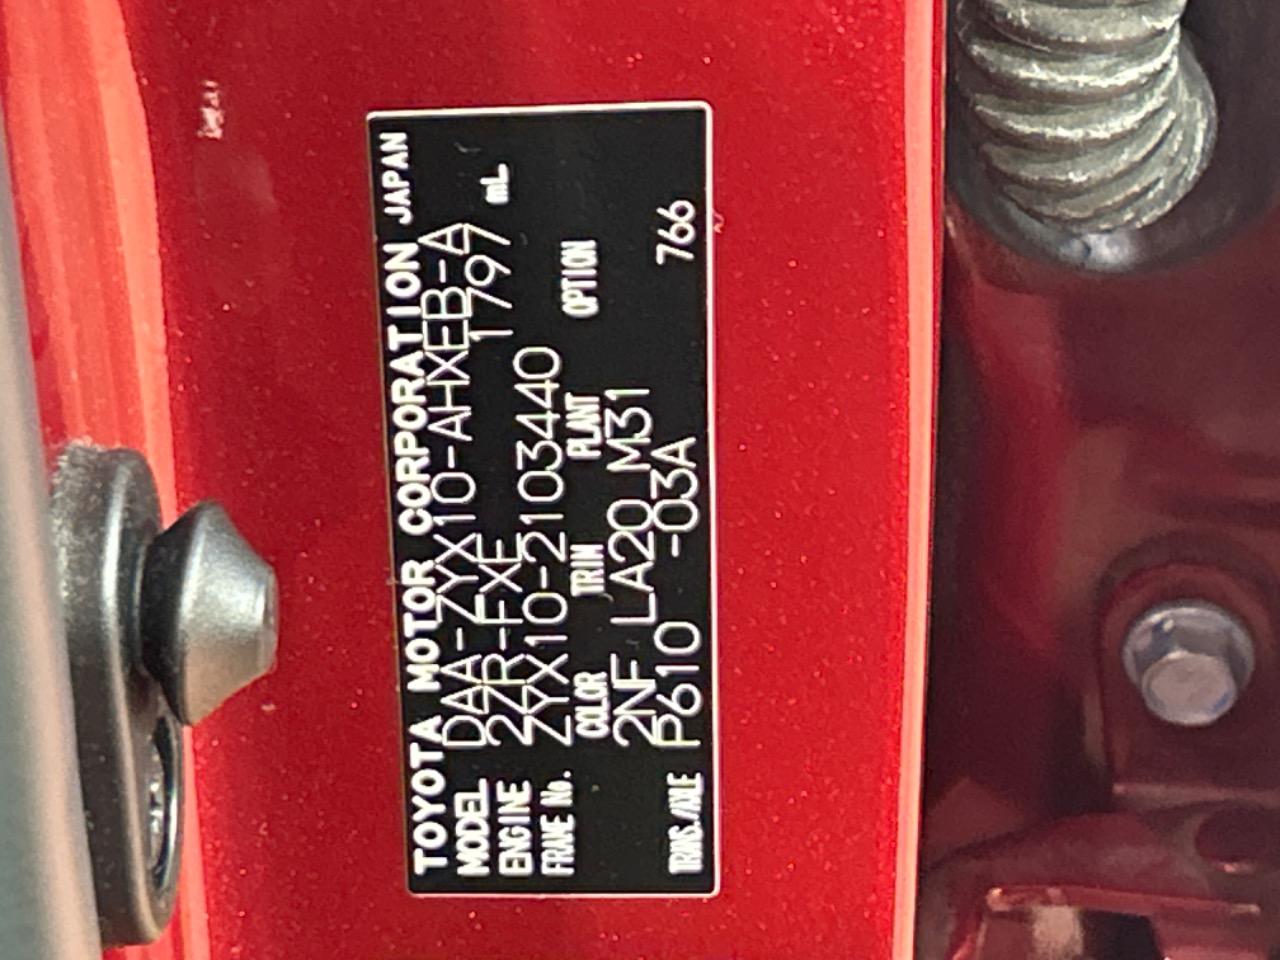 TOYOTA MOTOR CORPORATION JAPAN
MODEL DAA-ZYX10-AHXEB-A
ENGINE 2ZR-FXE 1797 mL
FRAME No. ZYX10-2103440
COLOR TRIM PLANT OPTION
2NF LA20 M31
TRANS./AXLE P610 -03A 766